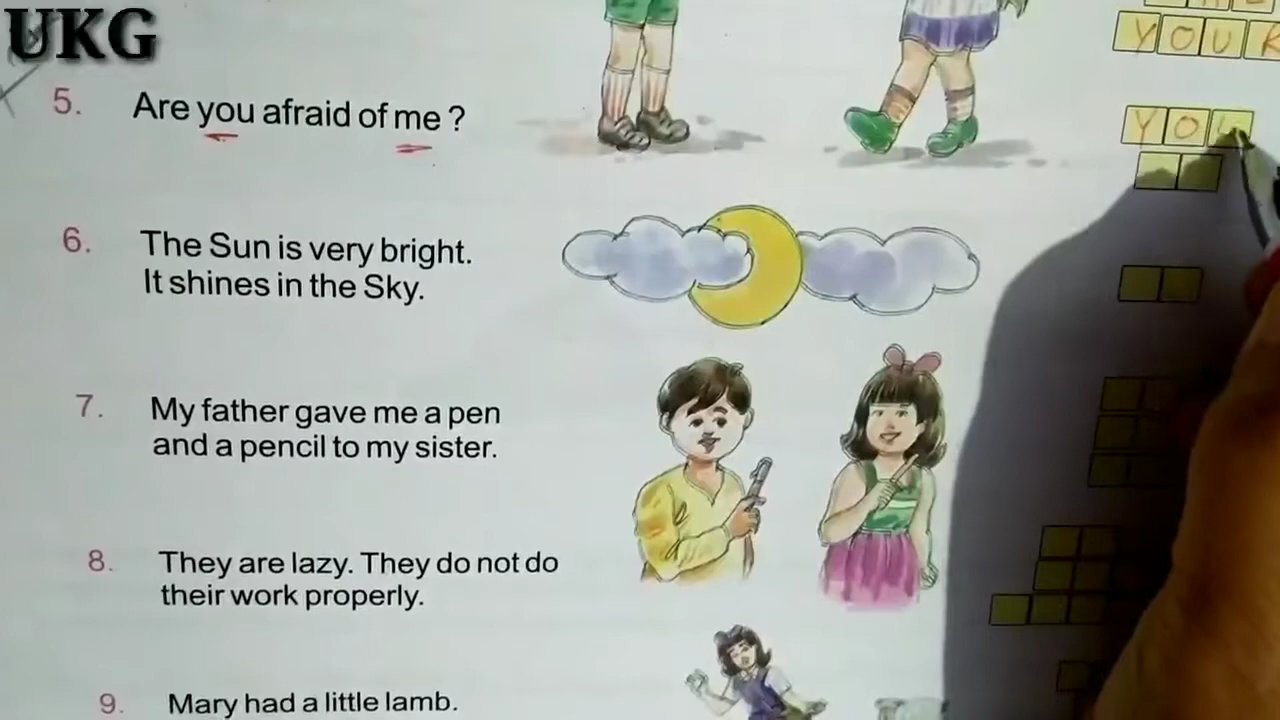 UKG
YOUR
5. Are you afraid of me ?
YOU
6. The Sun is very bright.
It shines in the Sky.
7. My father gave me a pen
and a pencil to my sister.
8. They are lazy. They do not do
their work properly.
9. Mary had a little lamb.